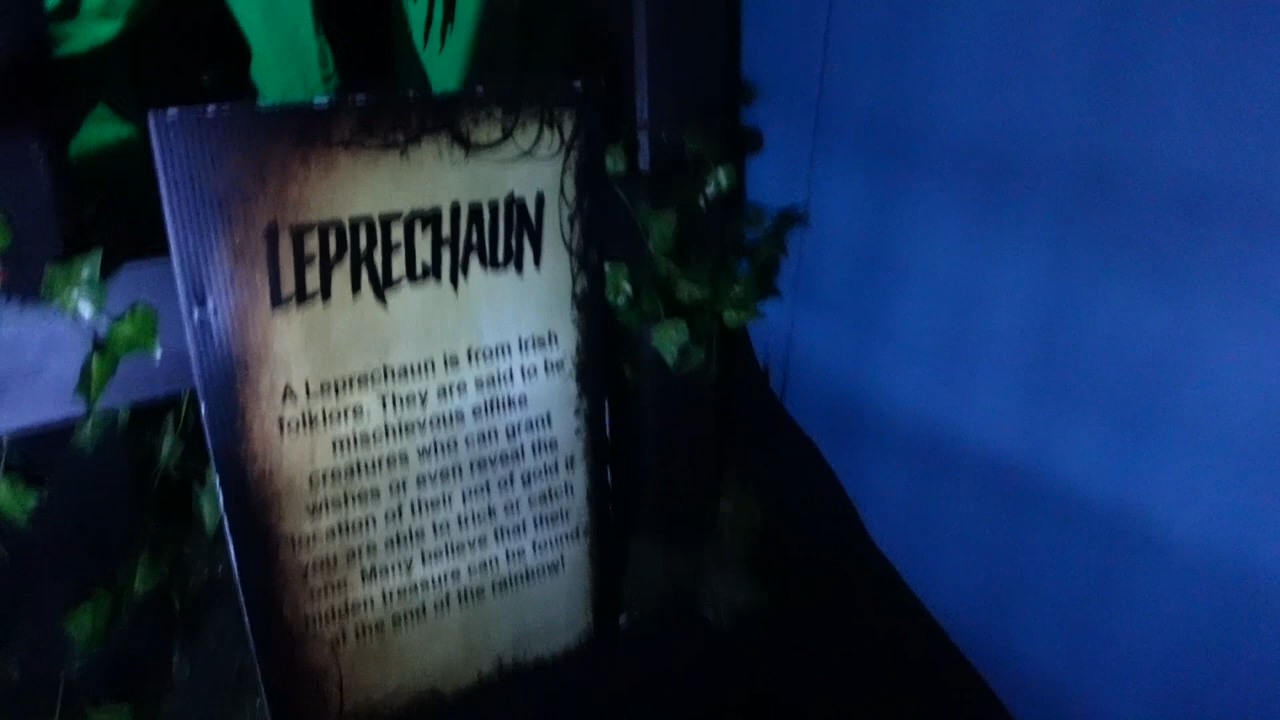 LEPRECHAUN
A Leprechaun is from Irish
folklore. They are said to be
mischievous elflike
creatures who can grant
wishes or even reveal the
location of their pot of gold if
you are able to trick or catch
one. Many believe that their
hidden treasure can be found
at the end of the rainbow!